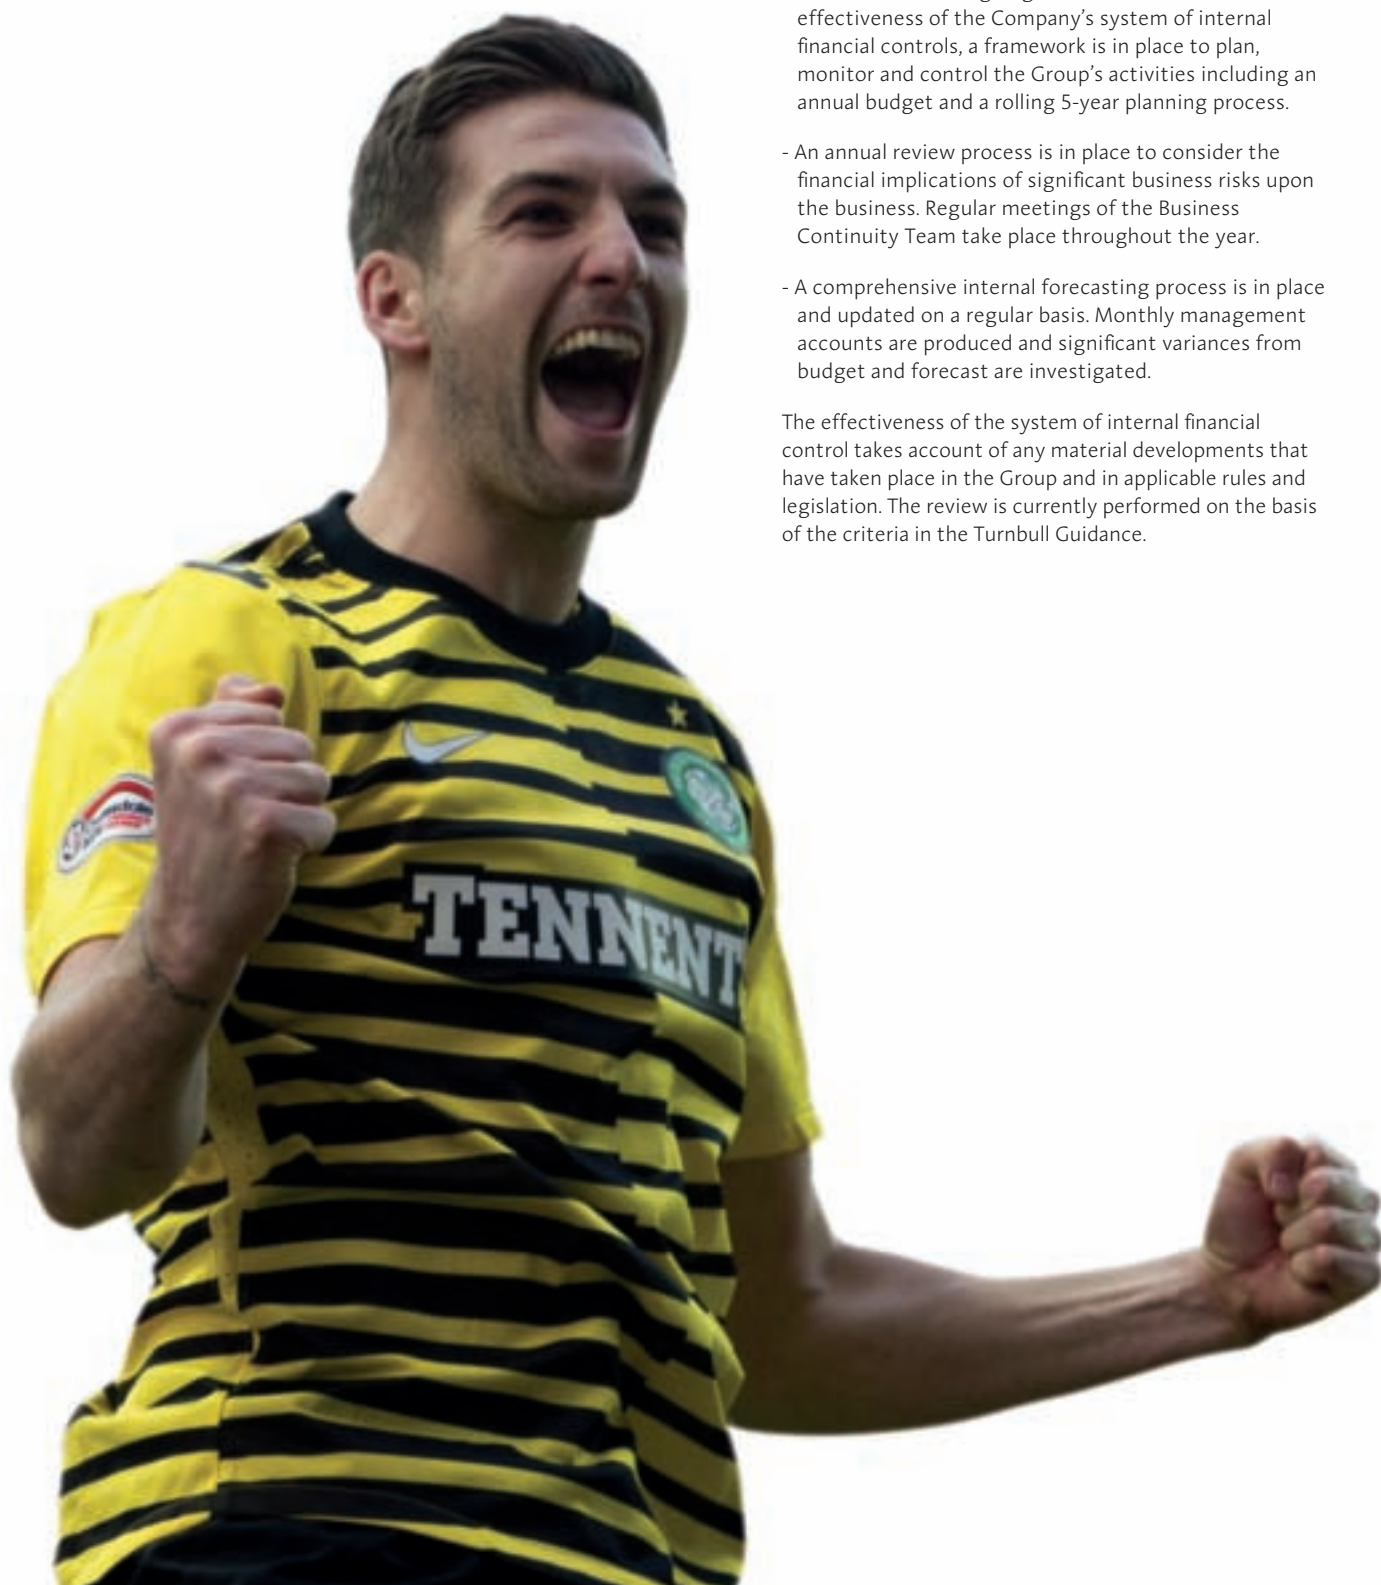 effectiveness of the Company's system of internal
financial controls, a framework is in place to plan,
monitor and control the Group's activities including an
annual budget and a rolling 5-year planning process.
- An annual review process is in place to consider the
financial implications of significant business risks upon
the business. Regular meetings of the Business
Continuity Team take place throughout the year.
- A comprehensive internal forecasting process is in place
and updated on a regular basis. Monthly management
accounts are produced and significant variances from
budget and forecast are investigated.
The effectiveness of the system of internal financial
control takes account of any material developments that
have taken place in the Group and in applicable rules and
legislation. The review is currently performed on the basis
of the criteria in the Turnbull Guidance.
TENNENT